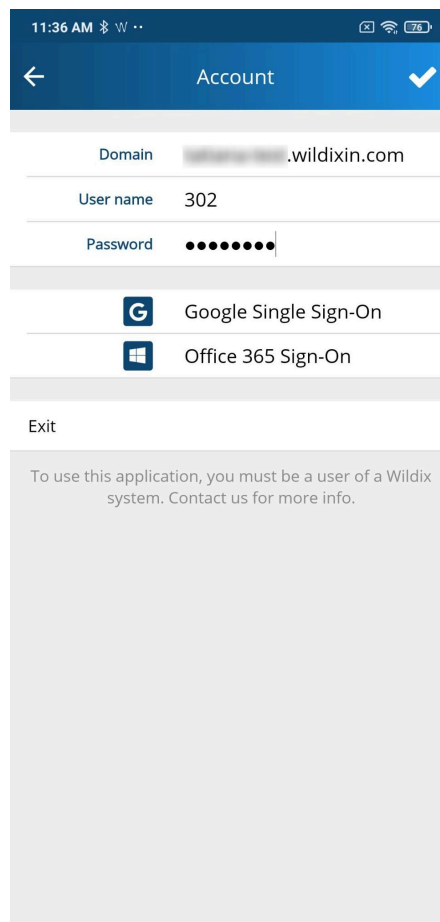 11:36 AM
76
Account
Domain .wildixin.com
User name 302
Password ••••••••
G Google Single Sign-On
Office 365 Sign-On
Exit
To use this application, you must be a user of a Wildix
system. Contact us for more info.